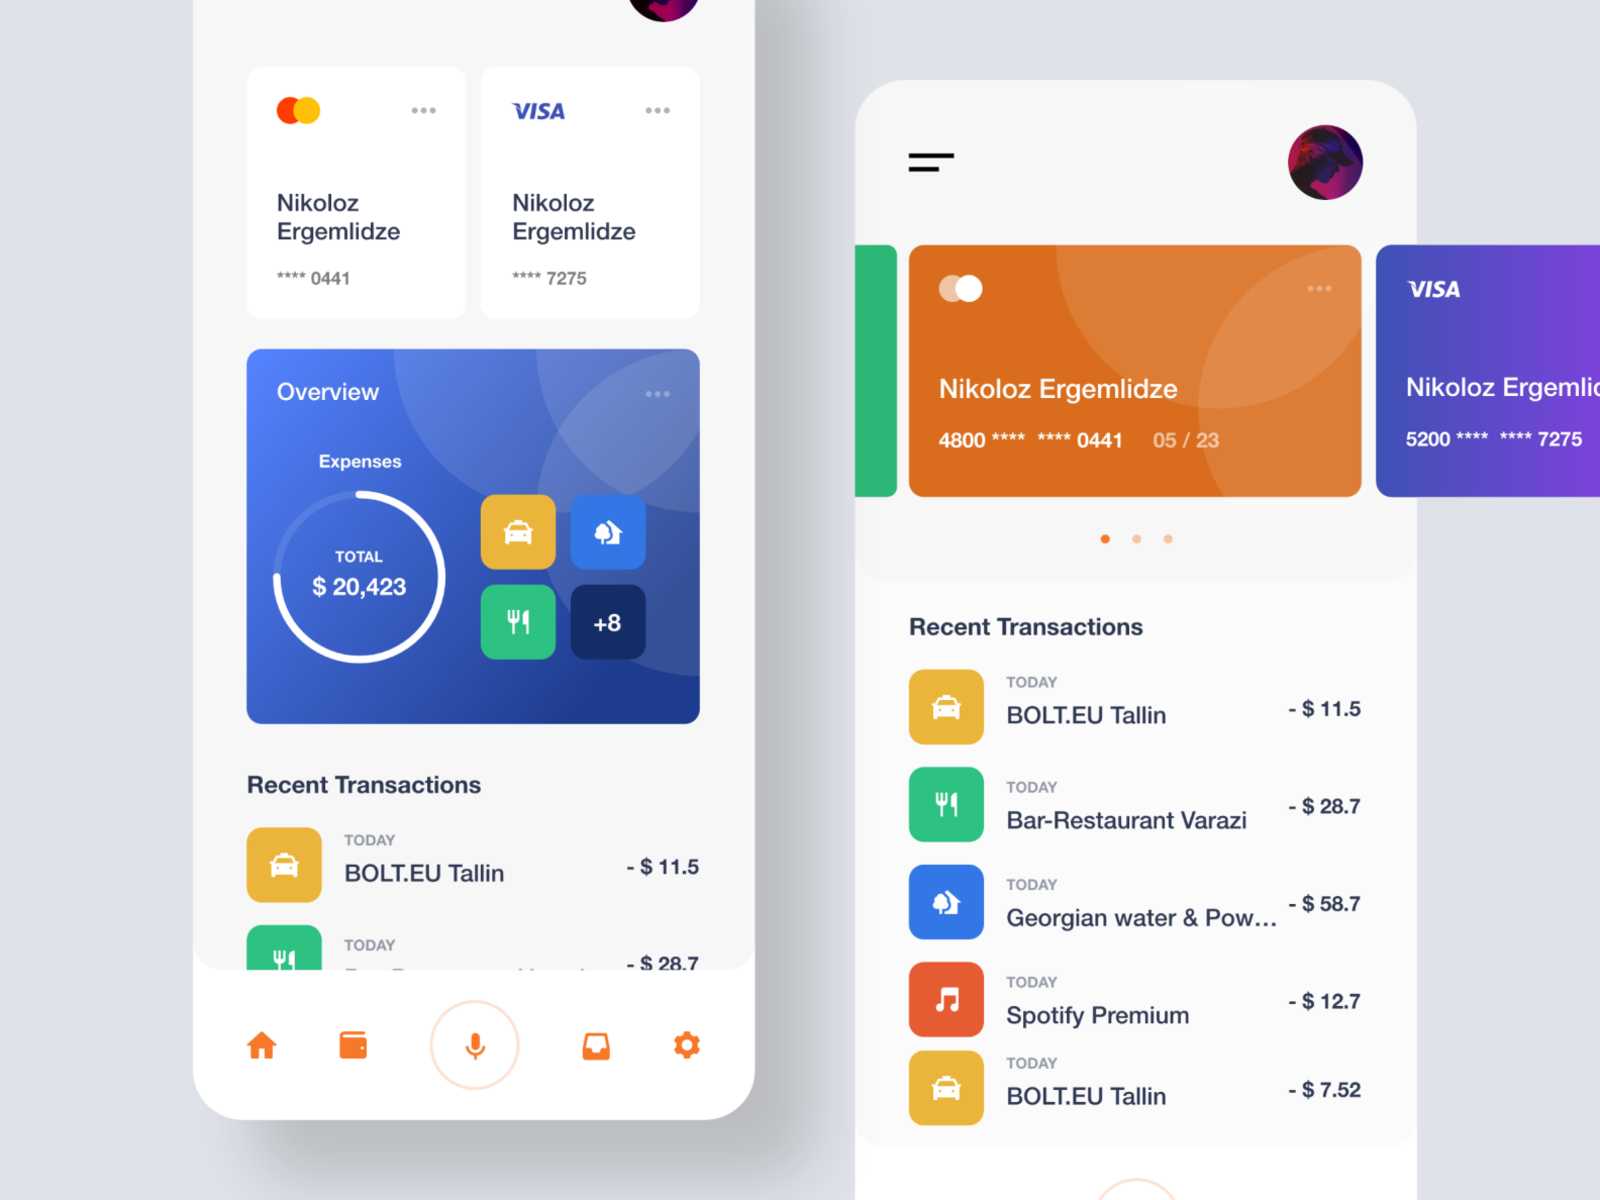 VISA
Nikoloz
Ergemlidze
**** 0441
Nikoloz
Ergemlidze
**** 7275
Overview
Expenses
TOTAL
$ 20,423
+8
Recent Transactions
TODAY
BOLT.EU Tallin
- $ 11.5
TODAY
- $ 28.7
Nikoloz Ergemlidze
4800 **** **** 0441 05 / 23
VISA
Nikoloz Ergemlid
5200 **** **** 7275
Recent Transactions
TODAY
BOLT.EU Tallin
- $ 11.5
TODAY
Bar-Restaurant Varazi
- $ 28.7
TODAY
Georgian water & Pow...
- $ 58.7
TODAY
Spotify Premium
- $ 12.7
TODAY
BOLT.EU Tallin
- $ 7.52